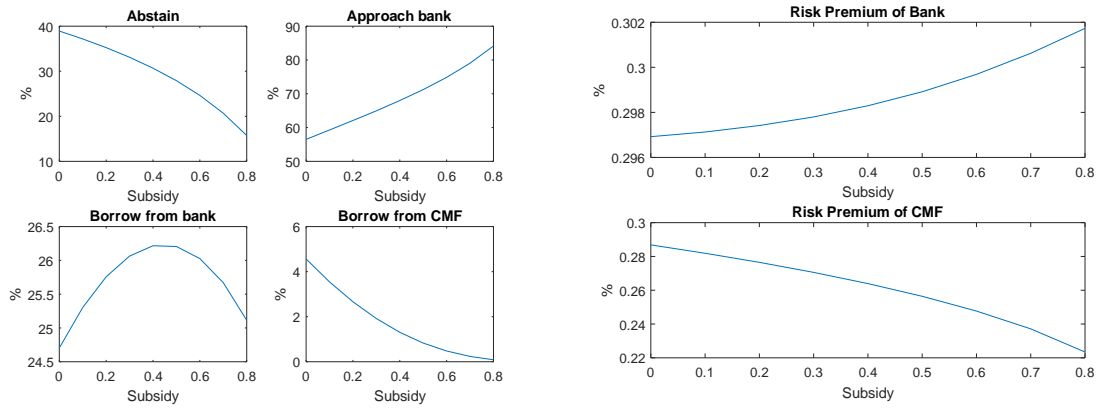 Abstain
40
30
20
10
%
0 0.2 0.4 0.6 0.8
Subsidy
Approach bank
90
80
70
60
50
%
0 0.2 0.4 0.6 0.8
Subsidy
Borrow from bank
26.5
26
25.5
25
24.5
%
0 0.2 0.4 0.6 0.8
Subsidy
Borrow from CMF
6
4
2
0
%
0 0.2 0.4 0.6 0.8
Subsidy
Risk Premium of Bank
0.302
0.3
0.298
0.296
%
0 0.1 0.2 0.3 0.4 0.5 0.6 0.7 0.8
Subsidy
Risk Premium of CMF
0.3
0.28
0.26
0.24
0.22
%
0 0.1 0.2 0.3 0.4 0.5 0.6 0.7 0.8
Subsidy